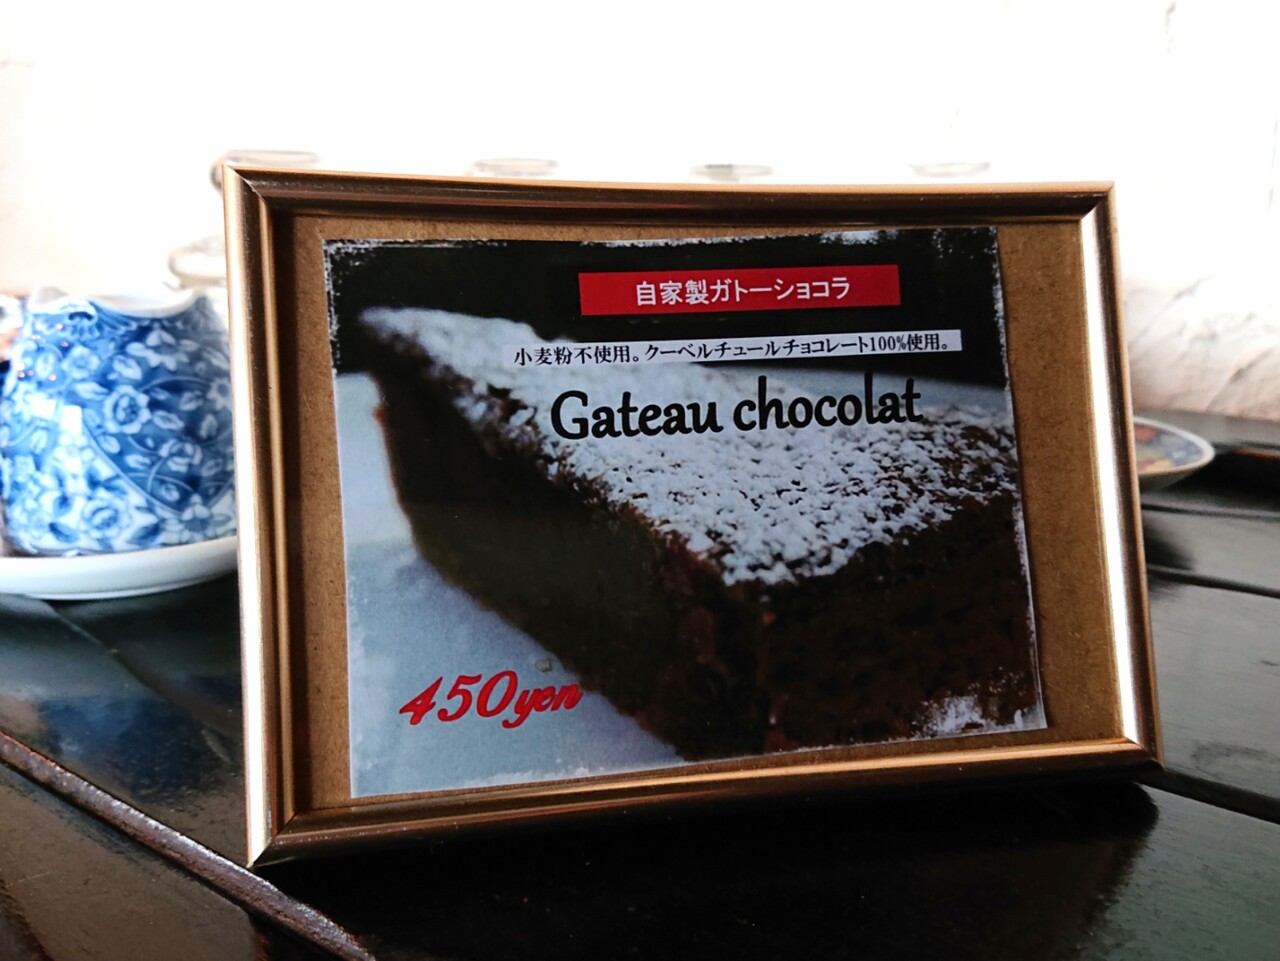 自家製ガトーショコラ
小麦粉不使用。クーベルチュールチョコレート100%使用。
Gateau chocolat
450yen